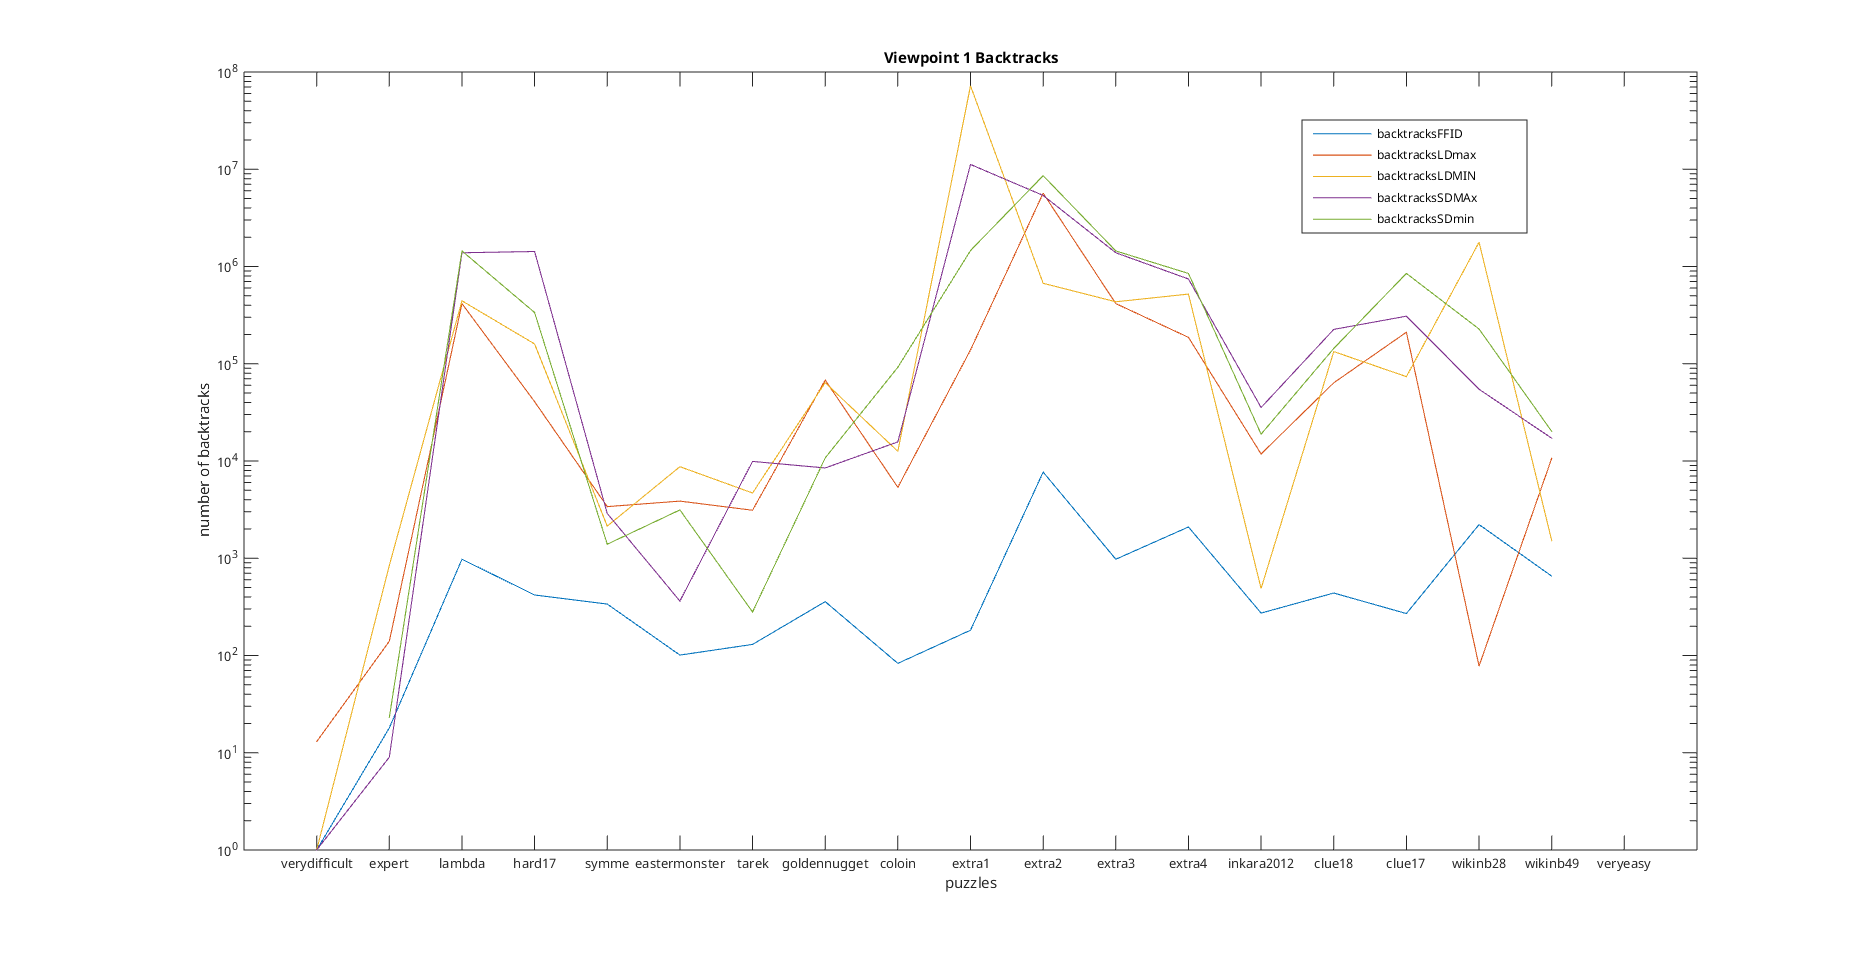 Viewpoint 1 Backtracks
10^8
10^7
10^6
10^5
10^4
10^3
10^2
10^1
10^0
number of backtracks
backtracksFFID
backtracksLDmax
backtracksLDMIN
backtracksSDMAx
backtracksSDmin
verydifficult expert lambda hard17 symme eastermonster tarek goldennugget coloin extra1 extra2 extra3 extra4 inkara2012 clue18 clue17 wikinb28 wikinb49 veryeasy
puzzles